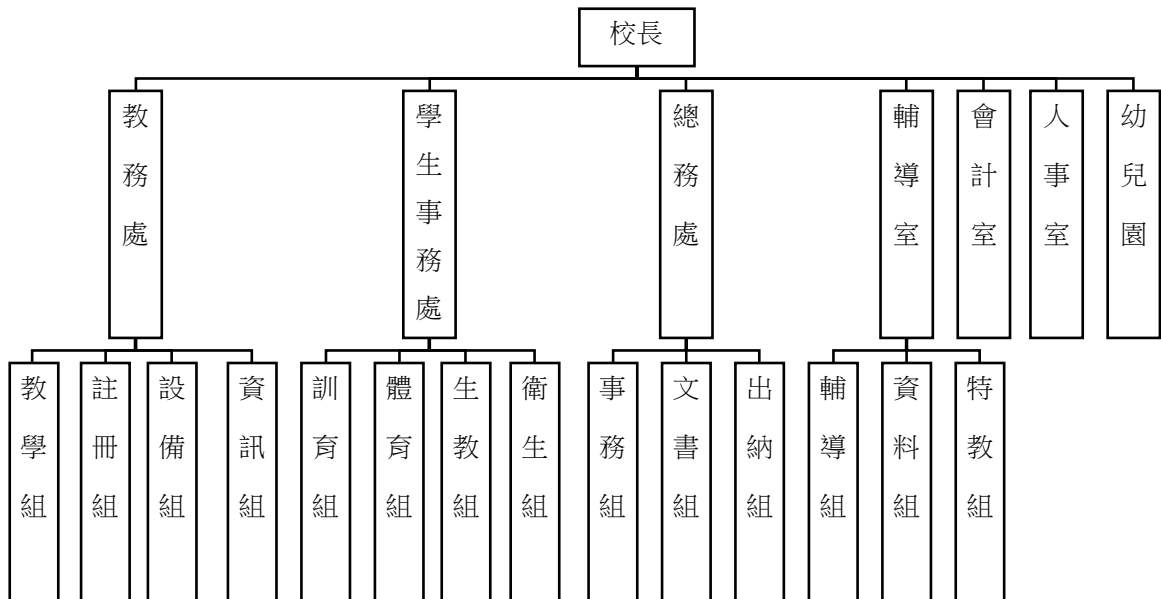 校長
教務處
學生事務處
總務處
輔導室
會計室
人事室
幼兒園
教學組
註冊組
設備組
資訊組
訓育組
體育組
生教組
衛生組
事務組
文書組
出納組
輔導組
資料組
特教組